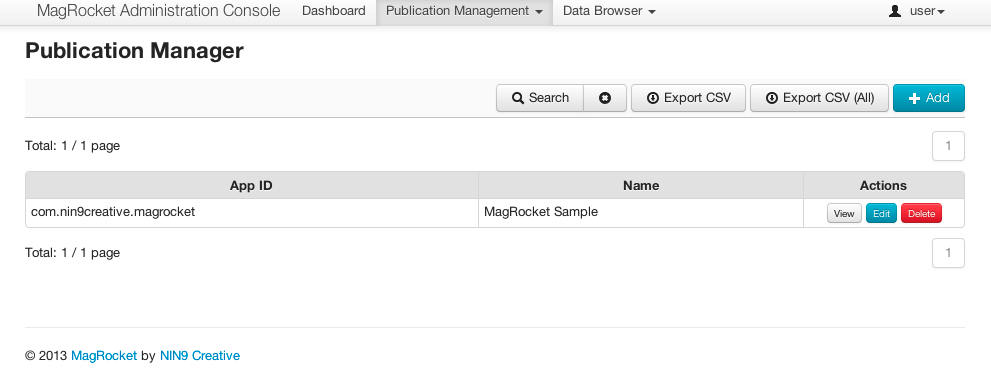 MagRocket Administration Console Dashboard Publication Management Data Browser user
Publication Manager
Search Export CSV Export CSV (All) Add
Total: 1 / 1 page 1
App ID Name Actions
com.nin9creative.magrocket MagRocket Sample View Edit Delete
Total: 1 / 1 page 1
© 2013 MagRocket by NIN9 Creative